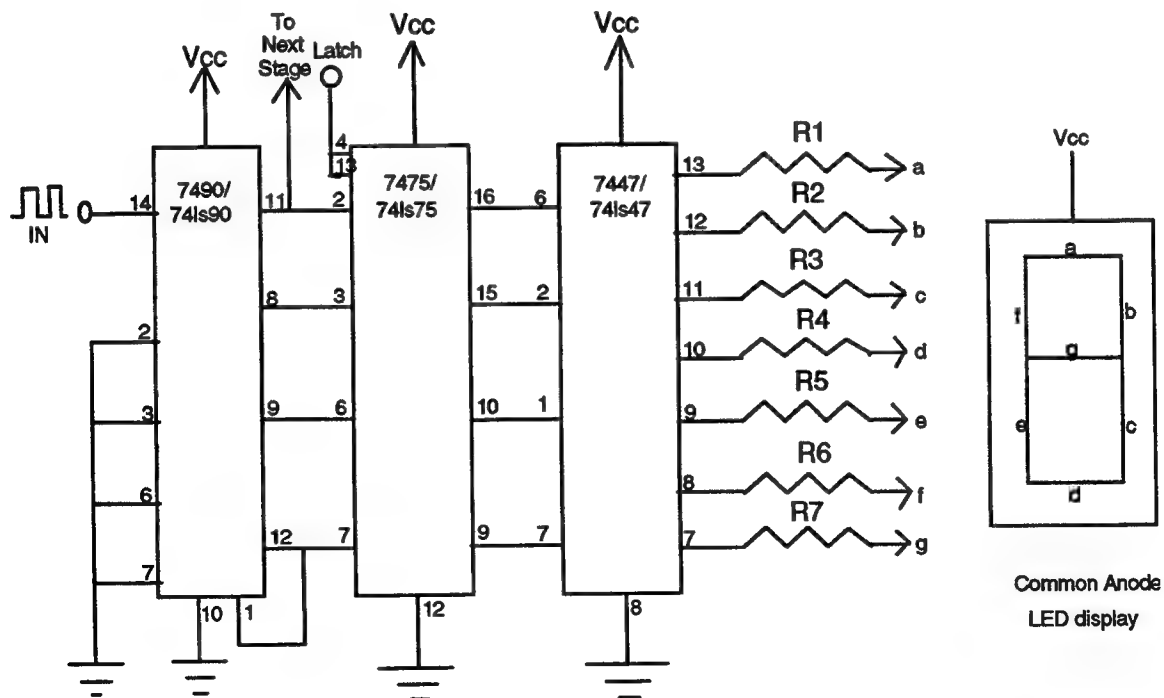 Vcc
To
Next
Stage
Latch
Vcc
Vcc
7490/
74ls90
7475/
74ls75
7447/
74ls47
IN
14
2
3
6
7
11
8
9
12
10
1
4
13
2
3
6
7
16
15
10
9
12
6
2
1
7
8
13
12
11
10
9
8
7
R1
a
R2
b
R3
c
R4
d
R5
e
R6
f
R7
g
Vcc
a
f
b
g
e
c
d
Common Anode
LED display